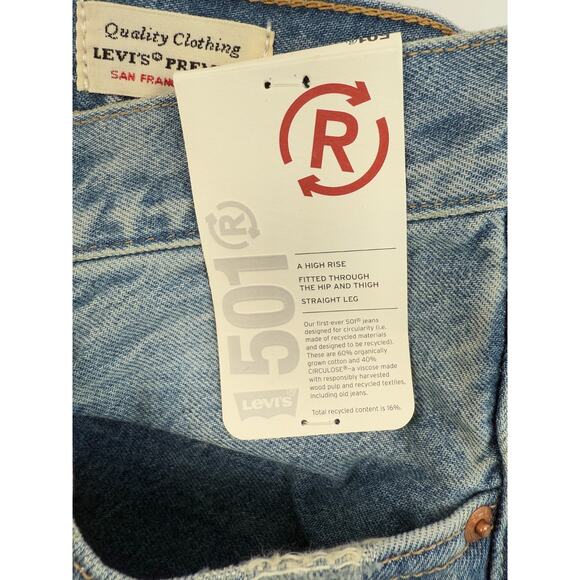 Quality Clothing
LEVI'S®
SAN
501
R
501®
Levi's
A HIGH RISE
FITTED THROUGH
THE HIP AND THIGH
STRAIGHT LEG
Our first-ever 501® jeans
designed for circularity (i.e.
made of recycled materials
and designed to be recycled).
These are 60% organically
grown cotton and 40%
CIRCULOSE®–a viscose made
with responsibly harvested
wood pulp and recycled textiles,
including old jeans.
Total recycled content is 16%.